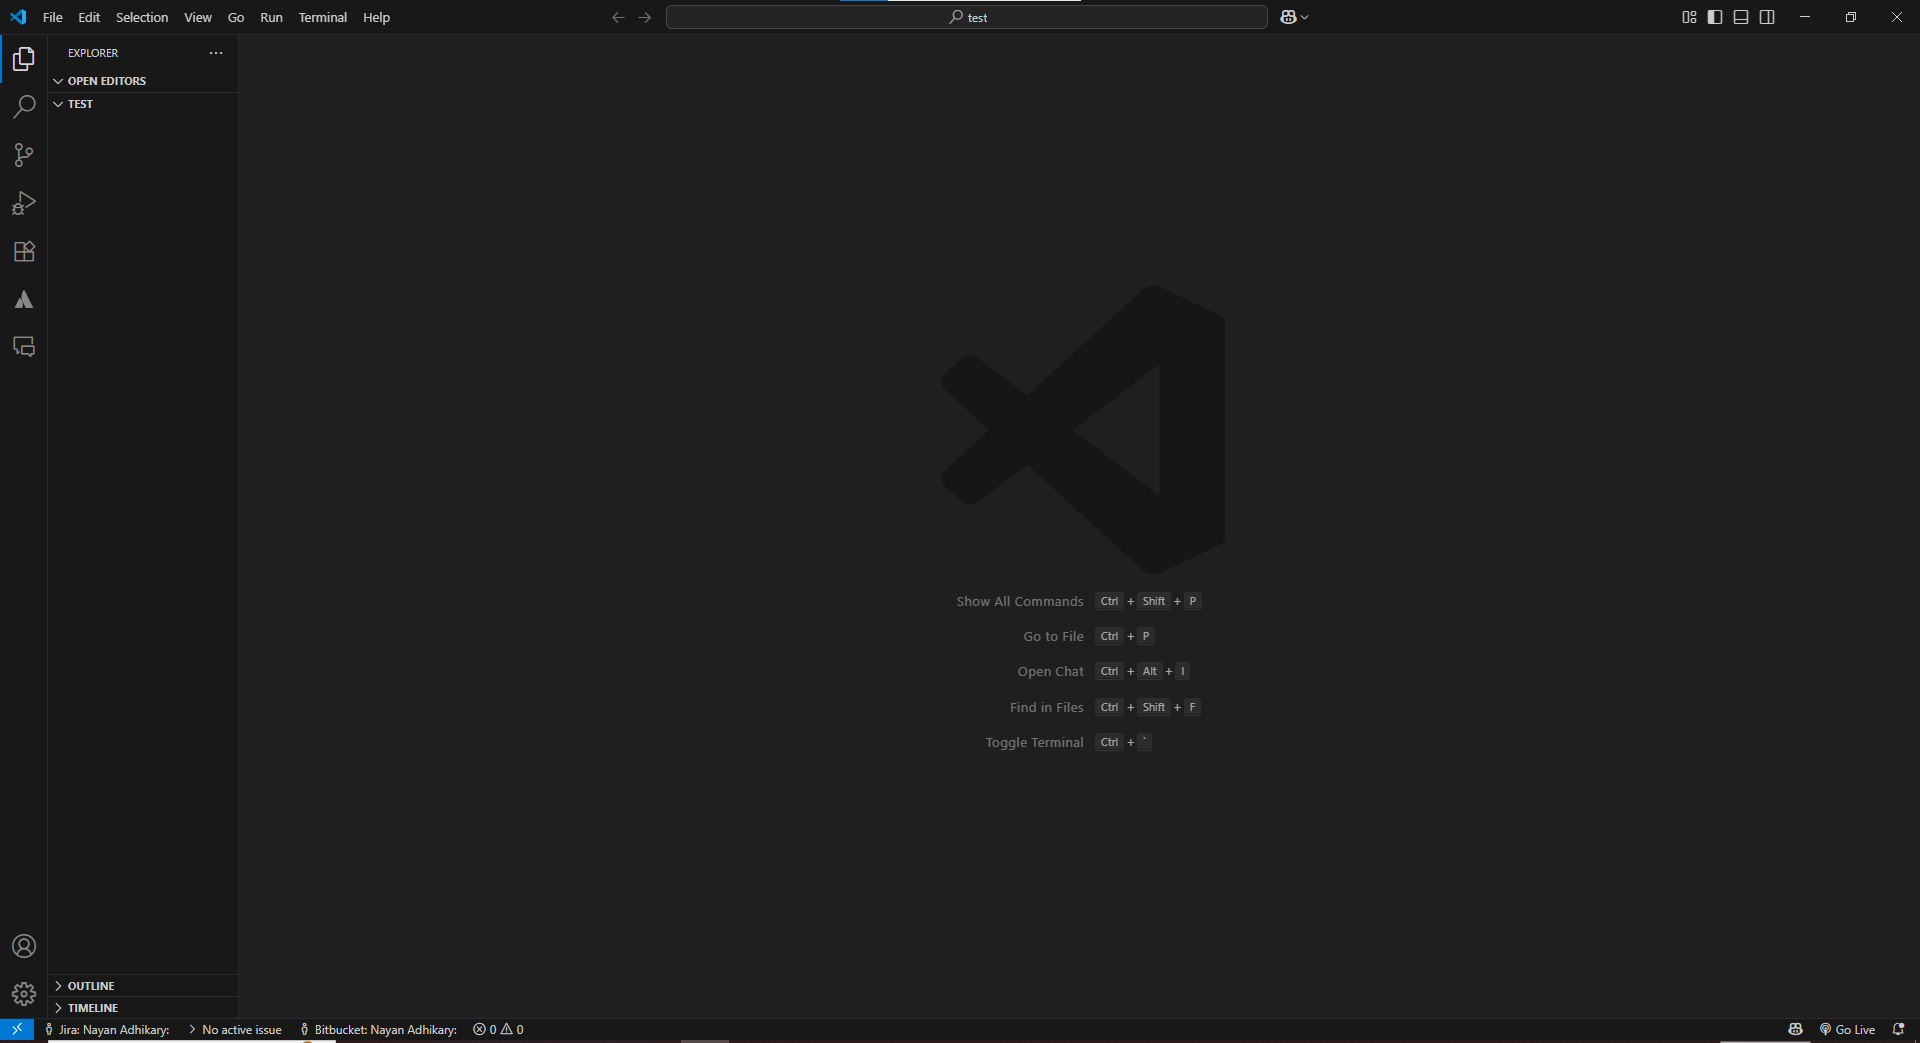 File Edit Selection View Go Run Terminal Help
test
EXPLORER
OPEN EDITORS
TEST
Show All Commands Ctrl + Shift + P
Go to File Ctrl + P
Open Chat Ctrl + Alt + I
Find in Files Ctrl + Shift + F
Toggle Terminal Ctrl + `
OUTLINE
TIMELINE
Jira: Nayan Adhikary: No active issue Bitbucket: Nayan Adhikary: 0 0 Go Live